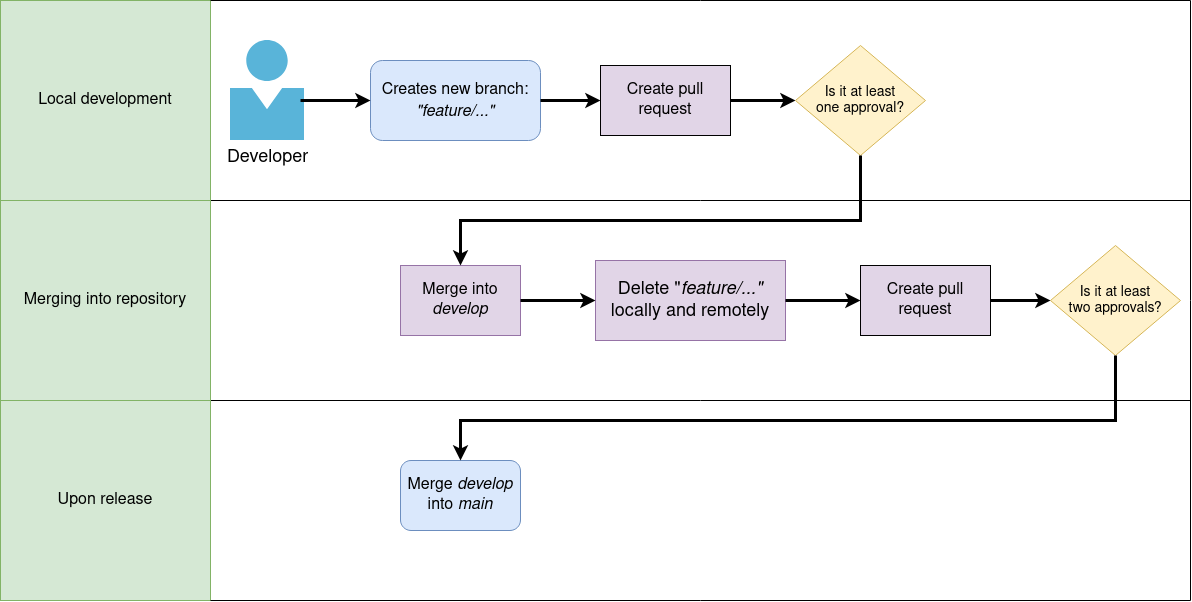 Local development
Developer
Creates new branch:
"feature/..."
Create pull
request
Is it at least
one approval?
Merging into repository
Merge into
develop
Delete "feature/..."
locally and remotely
Create pull
request
Is it at least
two approvals?
Upon release
Merge develop
into main